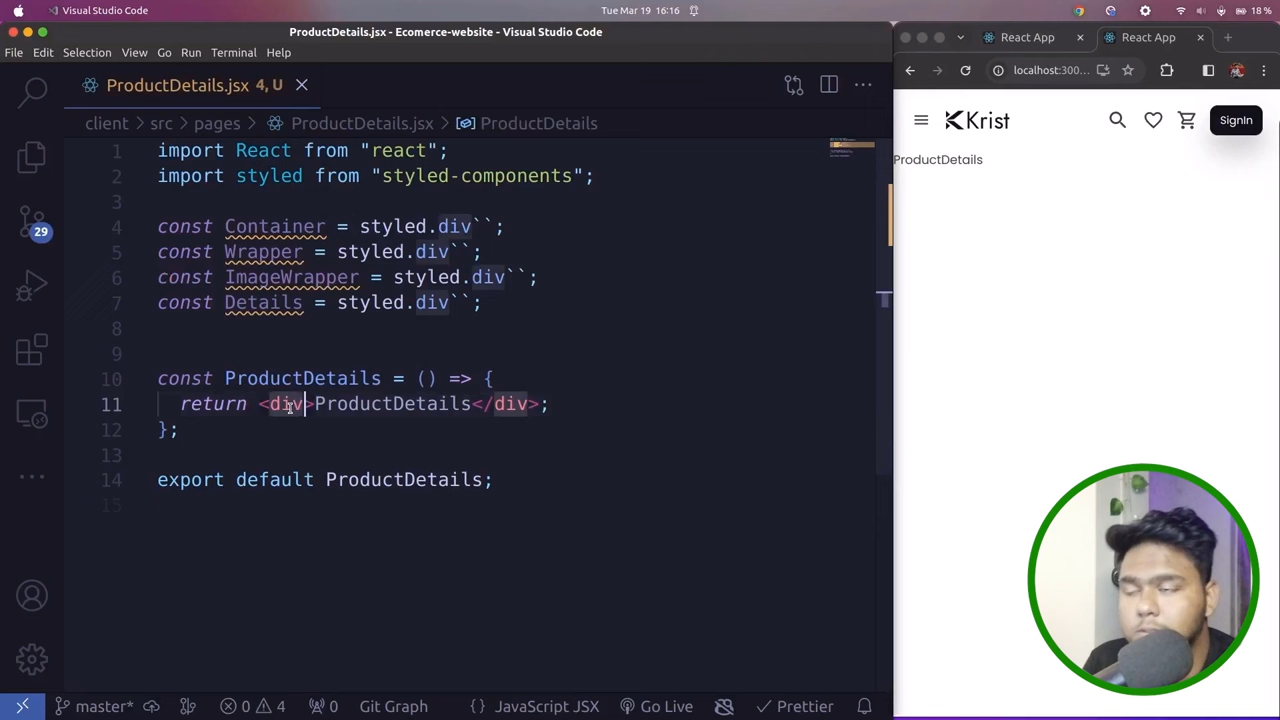 Visual Studio Code
Tue Mar 19 16:16
18 %
ProductDetails.jsx - Ecomerce-website - Visual Studio Code
File Edit Selection View Go Run Terminal Help
ProductDetails.jsx 4, U
client > src > pages > ProductDetails.jsx > ProductDetails
1 import React from "react";
2 import styled from "styled-components";
3
4 const Container = styled.div``;
5 const Wrapper = styled.div``;
6 const ImageWrapper = styled.div``;
7 const Details = styled.div``;
8
9
10 const ProductDetails = () => {
11 return <div>ProductDetails</div>;
12 };
13
14 export default ProductDetails;
15
29
master* 0 4 0 Git Graph { } JavaScript JSX Go Live Prettier
React App
React App
localhost:300...
Krist
SignIn
ProductDetails